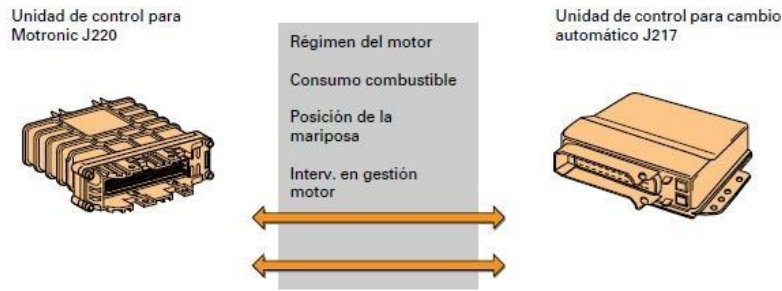 Unidad de control para
Motronic J220
Régimen del motor
Consumo combustible
Posición de la
mariposa
Interv. en gestión
motor
Unidad de control para cambio
automático J217